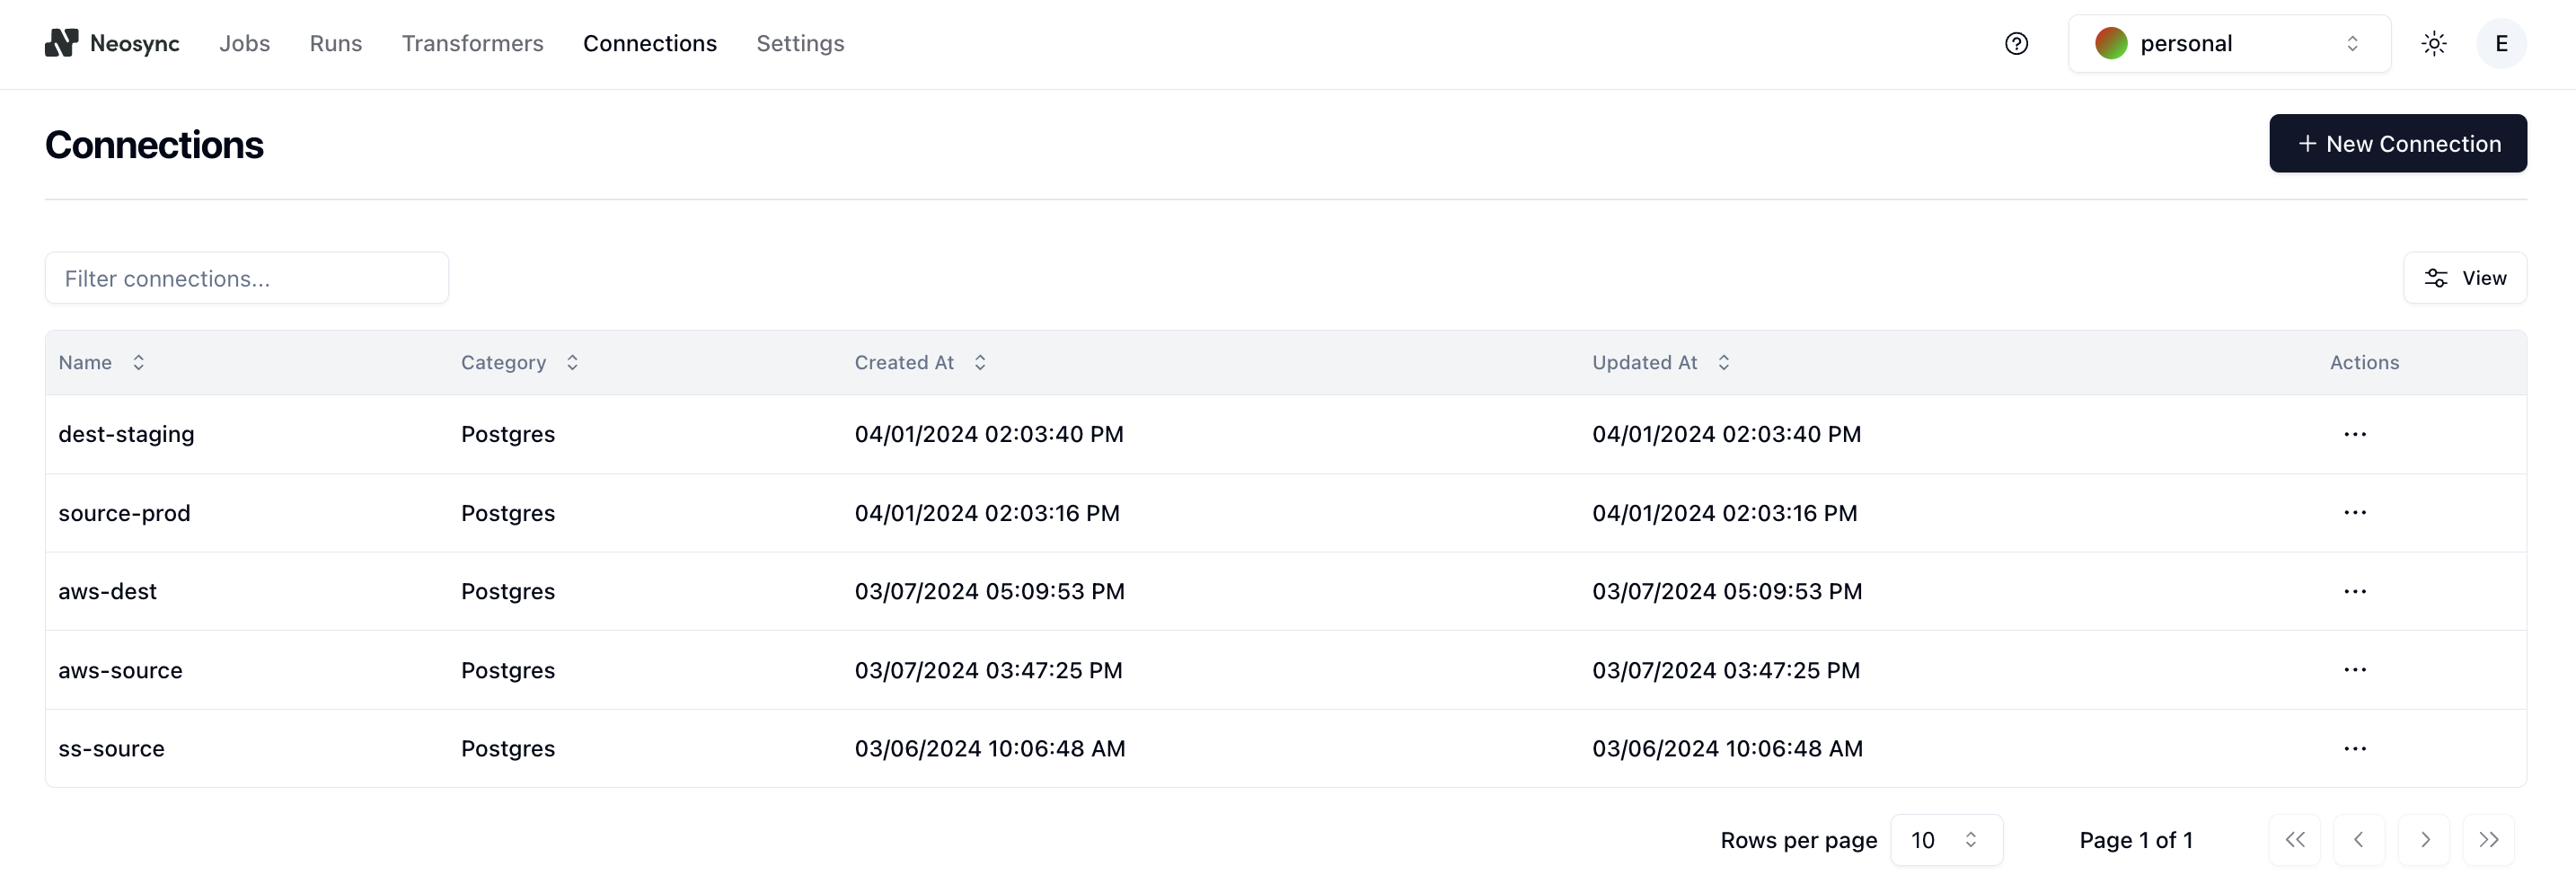 Neosync Jobs Runs Transformers Connections Settings personal E
Connections + New Connection
Filter connections... View
Name Category Created At Updated At Actions
dest-staging Postgres 04/01/2024 02:03:40 PM 04/01/2024 02:03:40 PM ...
source-prod Postgres 04/01/2024 02:03:16 PM 04/01/2024 02:03:16 PM ...
aws-dest Postgres 03/07/2024 05:09:53 PM 03/07/2024 05:09:53 PM ...
aws-source Postgres 03/07/2024 03:47:25 PM 03/07/2024 03:47:25 PM ...
ss-source Postgres 03/06/2024 10:06:48 AM 03/06/2024 10:06:48 AM ...
Rows per page 10 Page 1 of 1